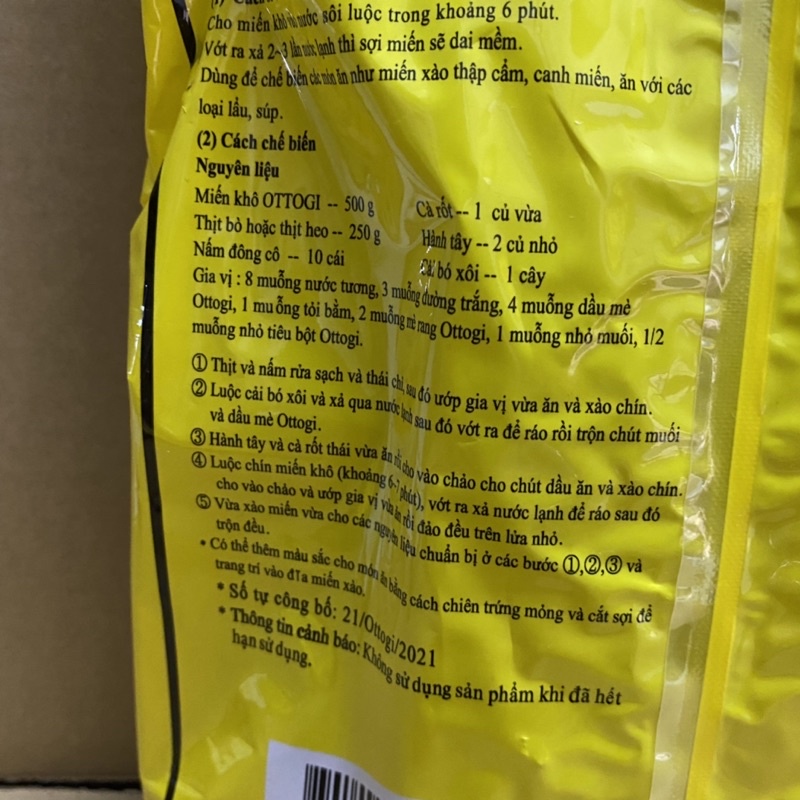 Cho miến khô vào nước sôi luộc trong khoảng 6 phút.
Vớt ra xả 2~3 lần nước lạnh thì sợi miến sẽ dai mềm.
Dùng để chế biến các món ăn như miến xào thập cẩm, canh miến, ăn với các
loại lẩu, súp.
(2) Cách chế biến
Nguyên liệu
Miến khô OTTOGI -- 500 g Cà rốt -- 1 củ vừa
Thịt bò hoặc thịt heo -- 250 g Hành tây -- 2 củ nhỏ
Nấm đông cô -- 10 cái Cải bó xôi -- 1 cây
Gia vị : 8 muỗng nước tương, 3 muỗng đường trắng, 4 muỗng dầu mè
Ottogi, 1 muỗng tỏi bằm, 2 muỗng mè rang Ottogi, 1 muỗng nhỏ muối, 1/2
muỗng nhỏ tiêu bột Ottogi.
① Thịt và nấm rửa sạch và thái chỉ, sau đó ướp gia vị vừa ăn và xào chín.
② Luộc cải bó xôi và xả qua nước lạnh sau đó vớt ra để ráo rồi trộn chút muối
và dầu mè Ottogi.
③ Hành tây và cà rốt thái vừa ăn rồi cho vào chảo cho chút dầu ăn và xào chín.
④ Luộc chín miến khô (khoảng 6-7 phút), vớt ra xả nước lạnh để ráo sau đó
cho vào chảo và ướp gia vị vừa ăn rồi đảo đều trên lửa nhỏ.
⑤ Vừa xào miến vừa cho các nguyên liệu chuẩn bị ở các bước ①,②,③ và
trộn đều.
* Có thể thêm màu sắc cho món ăn bằng cách chiên trứng mỏng và cắt sợi để
trang trí vào đĩa miến xào.
* Số tự công bố: 21/Ottogi/2021
* Thông tin cảnh báo: Không sử dụng sản phẩm khi đã hết
hạn sử dụng.